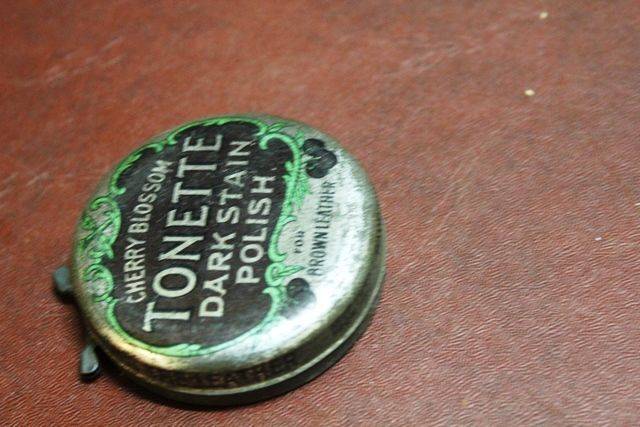 CHERRY BLOSSOM
TONETTE
DARK STAIN
POLISH
FOR
BROWN LEATHER